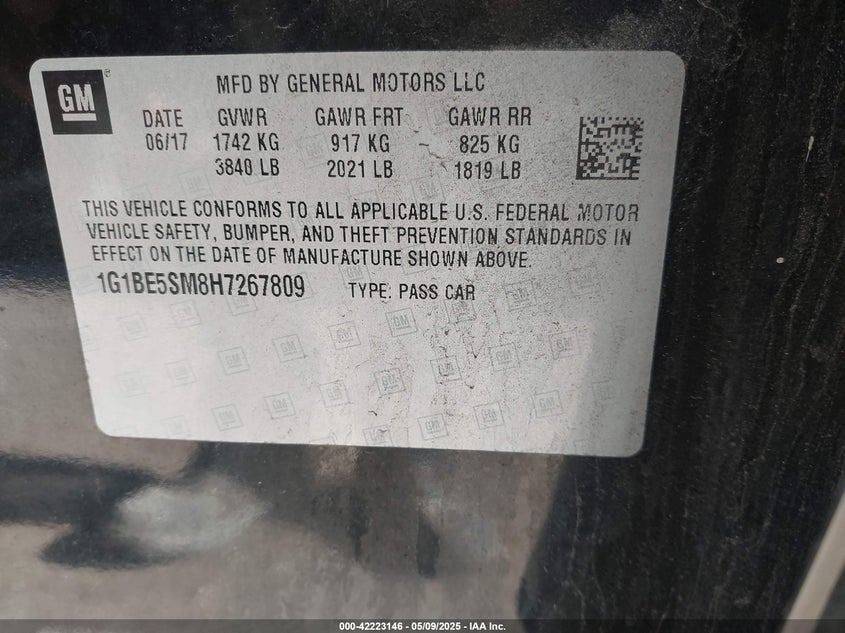 GM
MFD BY GENERAL MOTORS LLC
DATE GVWR GAWR FRT GAWR RR
06/17 1742 KG 917 KG 825 KG
3840 LB 2021 LB 1819 LB
THIS VEHICLE CONFORMS TO ALL APPLICABLE U.S. FEDERAL MOTOR
VEHICLE SAFETY, BUMPER, AND THEFT PREVENTION STANDARDS IN
EFFECT ON THE DATE OF MANUFACTURE SHOWN ABOVE.
1G1BE5SM8H7267809 TYPE: PASS CAR
000-42223146 - 05/09/2025 - IAA Inc.